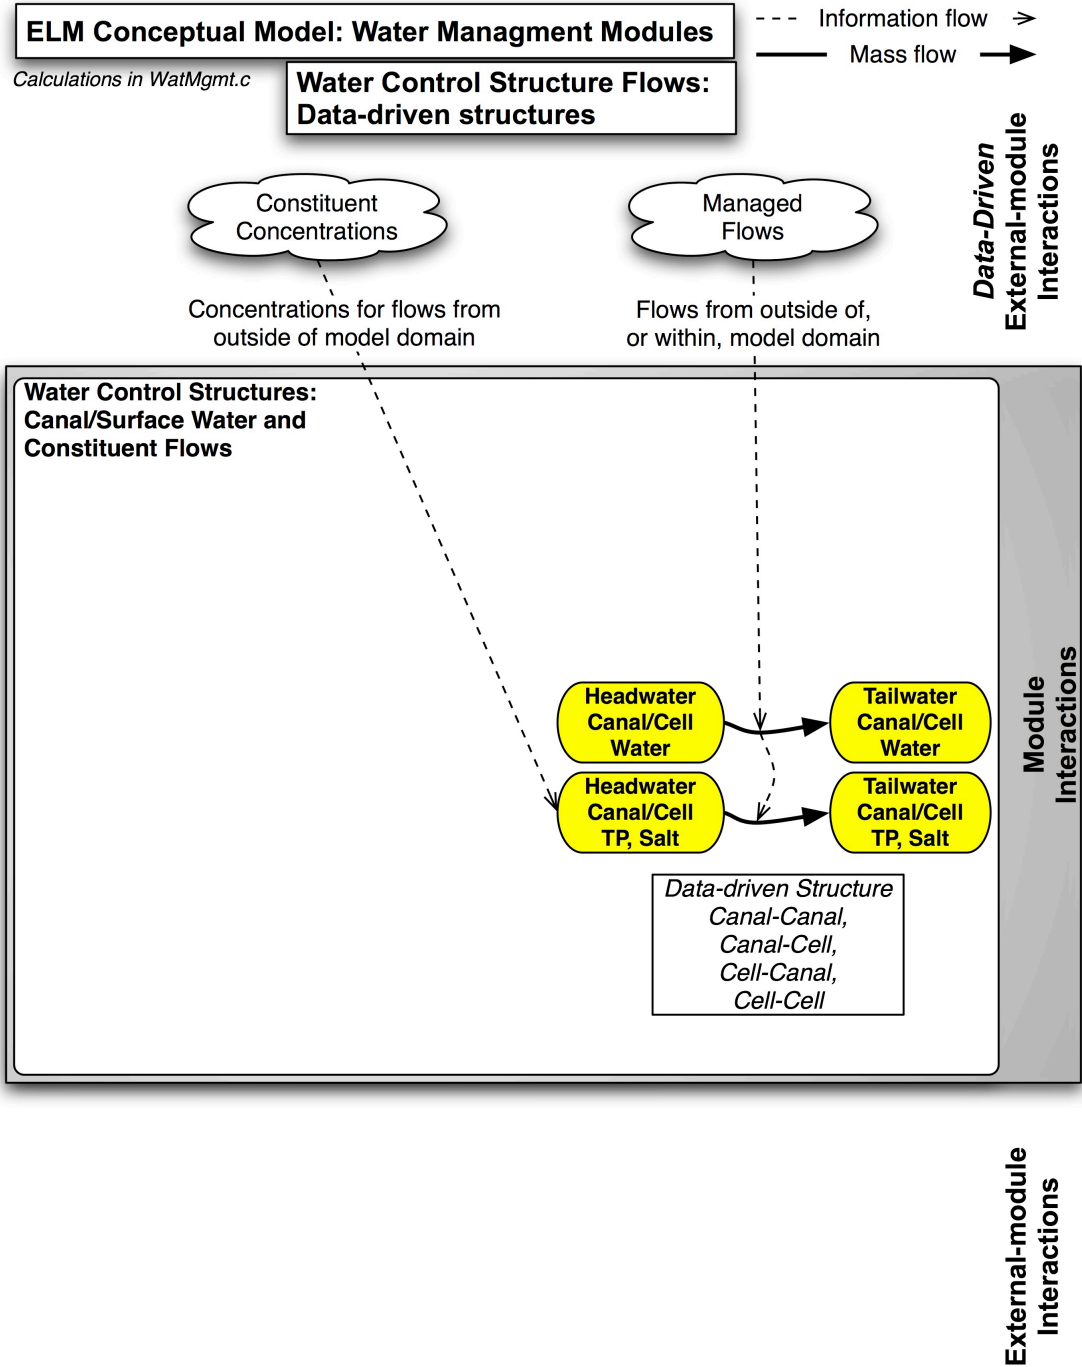 ELM Conceptual Model: Water Managment Modules
Information flow
Mass flow
Calculations in WatMgmt.c
Water Control Structure Flows:
Data-driven structures
Data-Driven
External-module
Interactions
Constituent
Concentrations
Managed
Flows
Concentrations for flows from
outside of model domain
Flows from outside of,
or within, model domain
Water Control Structures:
Canal/Surface Water and
Constituent Flows
Module
Interactions
Headwater
Canal/Cell
Water
Tailwater
Canal/Cell
Water
Headwater
Canal/Cell
TP, Salt
Tailwater
Canal/Cell
TP, Salt
Data-driven Structure
Canal-Canal,
Canal-Cell,
Cell-Canal,
Cell-Cell
External-module
Interactions